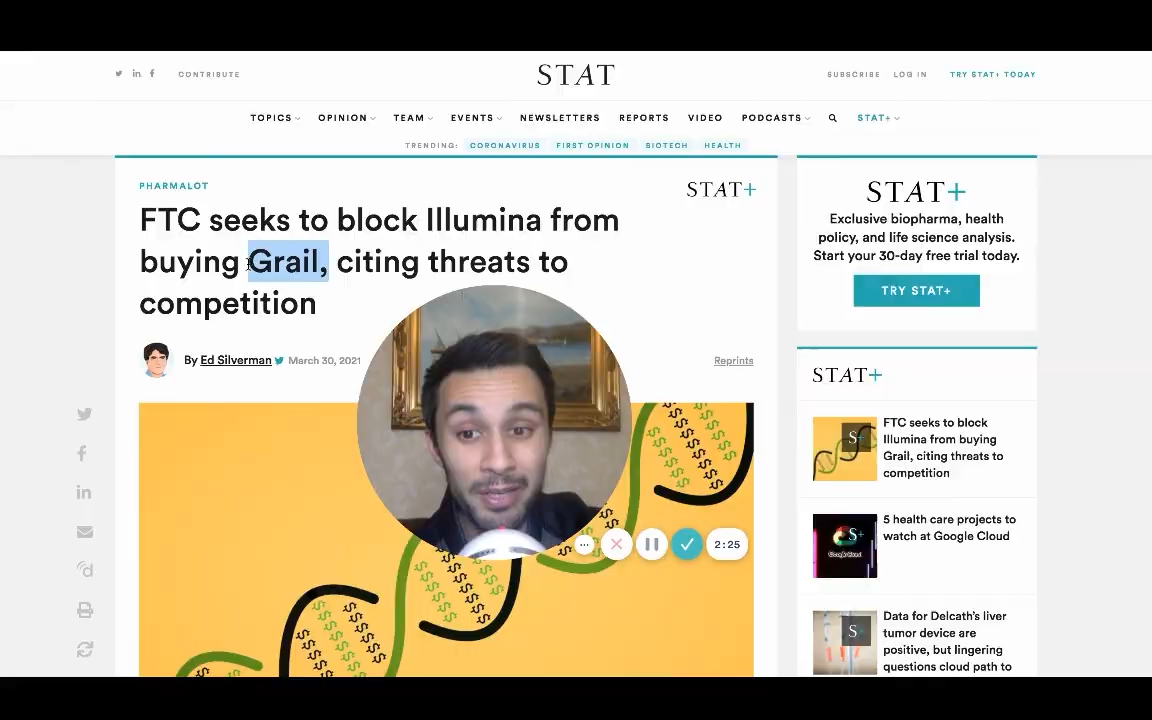 CONTRIBUTE
STAT
SUBSCRIBE LOG IN TRY STAT+ TODAY
TOPICS OPINION TEAM EVENTS NEWSLETTERS REPORTS VIDEO PODCASTS STAT+
TRENDING: CORONAVIRUS FIRST OPINION BIOTECH HEALTH
PHARMALOT
STAT+
FTC seeks to block Illumina from
buying Grail, citing threats to
competition
By Ed Silverman March 30, 2021
Reprints
2:25
STAT+
Exclusive biopharma, health
policy, and life science analysis.
Start your 30-day free trial today.
TRY STAT+
STAT+
FTC seeks to block
Illumina from buying
Grail, citing threats to
competition
5 health care projects to
watch at Google Cloud
Data for Delcath's liver
tumor device are
positive, but lingering
questions cloud path to